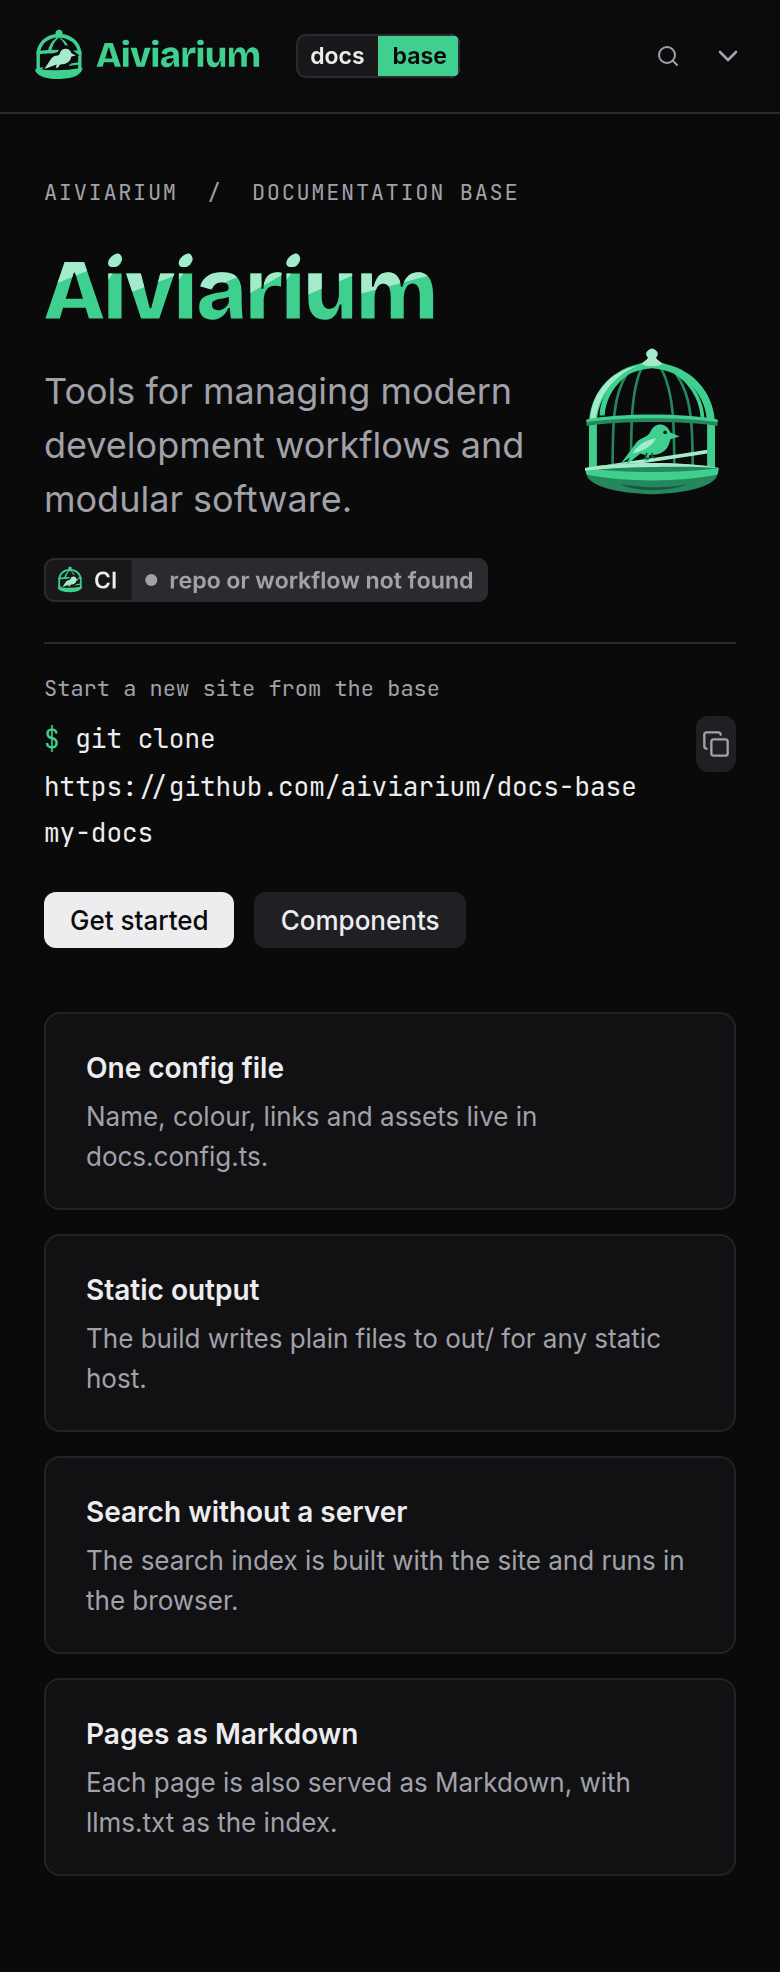 Aiviarium docs base
AIVIARIUM / DOCUMENTATION BASE
Aiviarium
Tools for managing modern
development workflows and
modular software.
CI repo or workflow not found
Start a new site from the base
$ git clone
https://github.com/aiviarium/docs-base
my-docs
Get started Components
One config file
Name, colour, links and assets live in
docs.config.ts.
Static output
The build writes plain files to out/ for any static
host.
Search without a server
The search index is built with the site and runs in
the browser.
Pages as Markdown
Each page is also served as Markdown, with
llms.txt as the index.